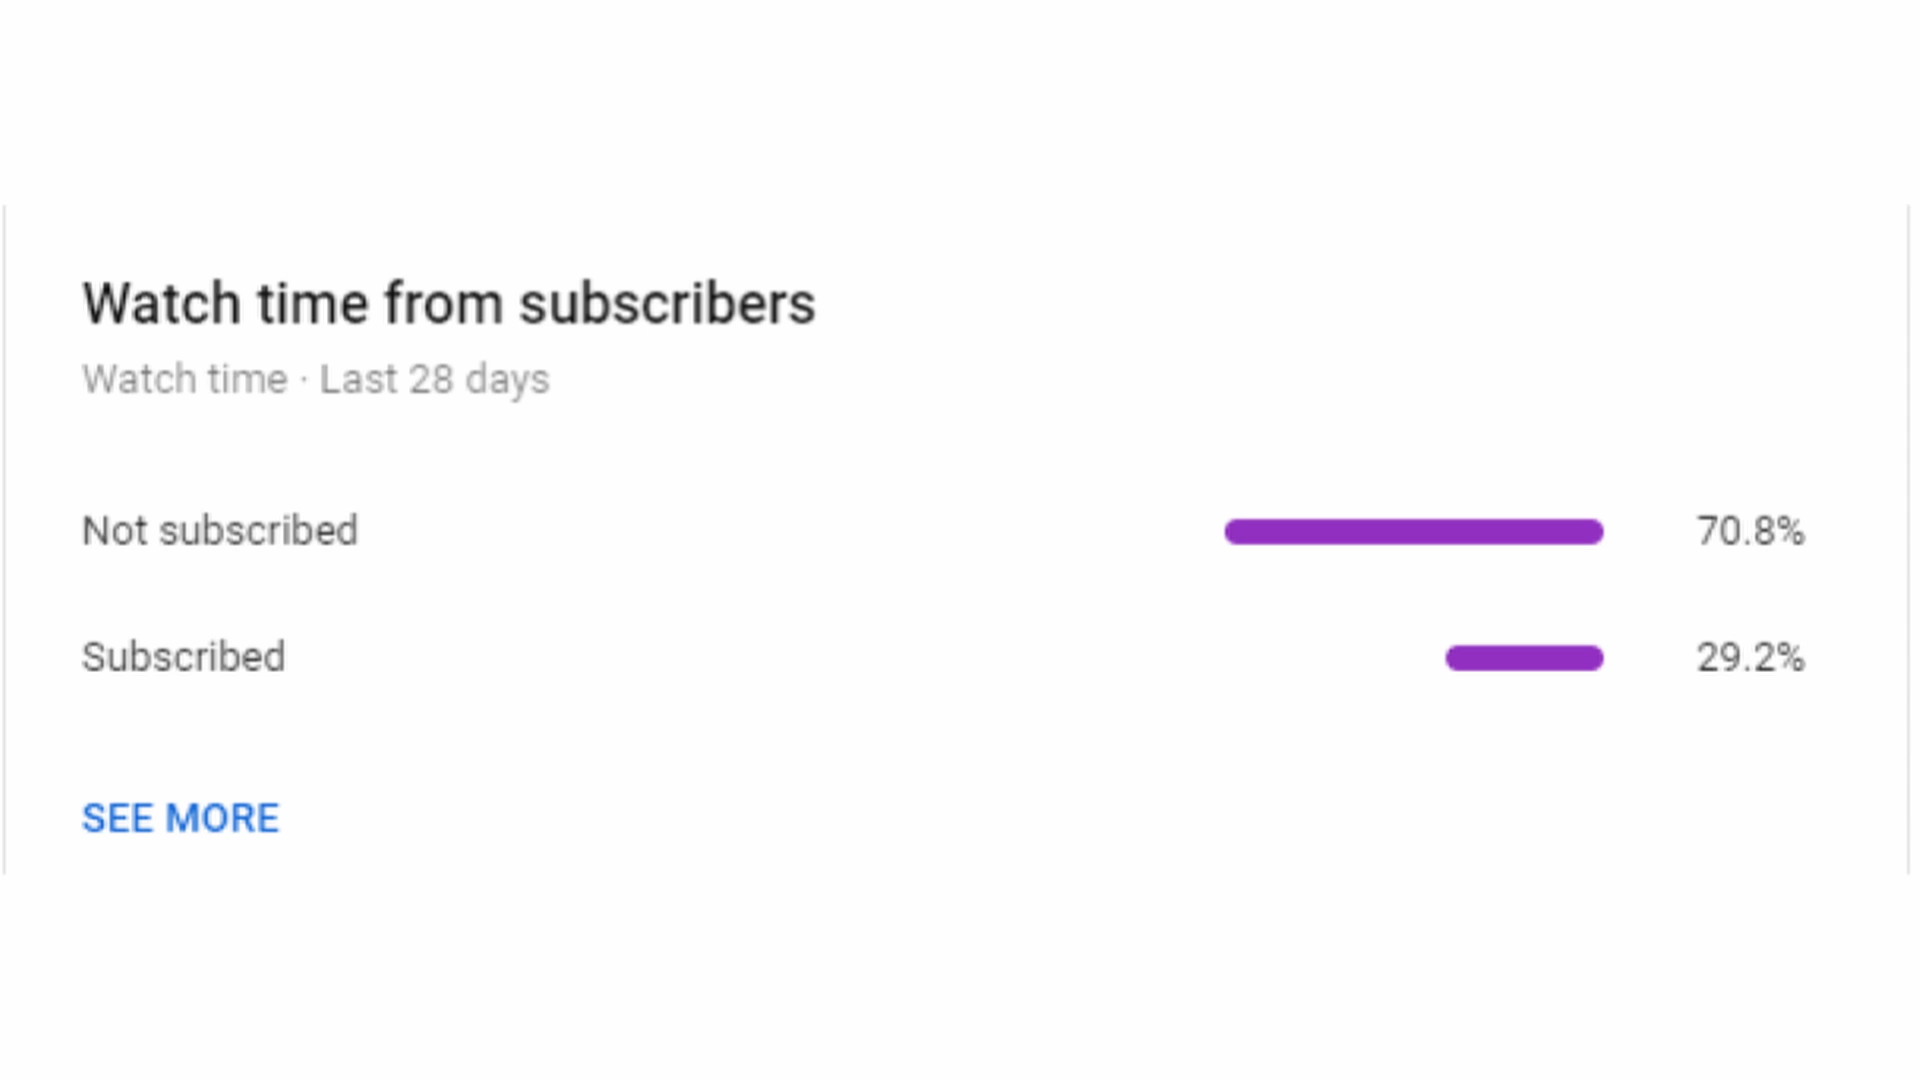 Watch time from subscribers
Watch time · Last 28 days
Not subscribed 70.8%
Subscribed 29.2%
SEE MORE